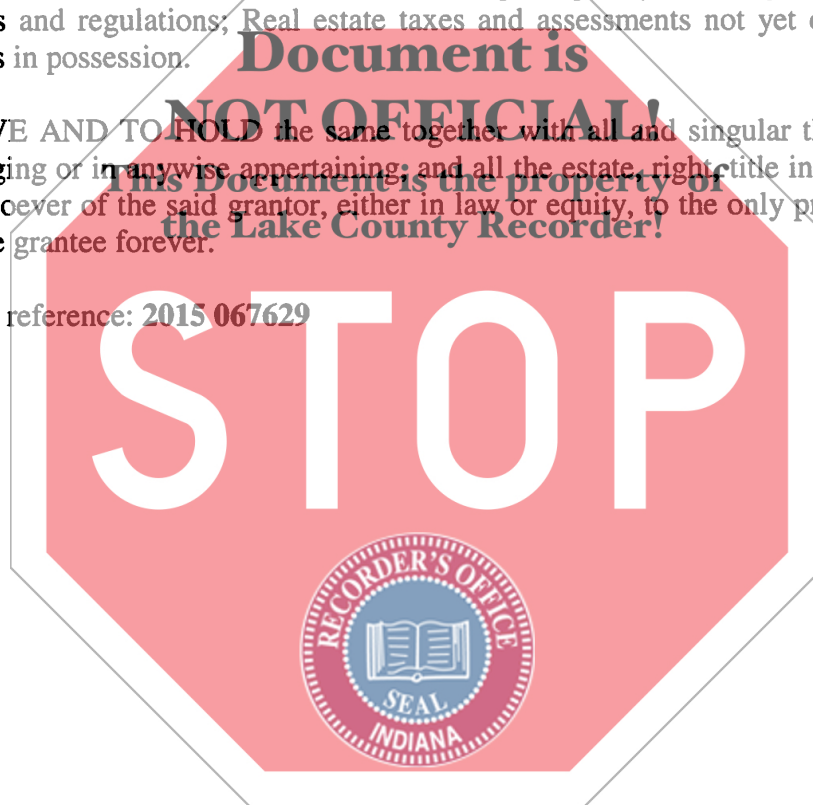 s and regulations; Real estate taxes and assessments not yet
s in possession.
Document is
NOT OFFICIAL!
VE AND TO HOLD the same together with all and singular
ging or in anywise appertaining; and all the estate, right, title in
This Document is the property of
oever of the said grantor, either in law or equity, to the only
the Lake County Recorder!
grantee forever.
reference: 2015 067629
STOP
RECORDER'S OFFICE
SEAL
INDIANA